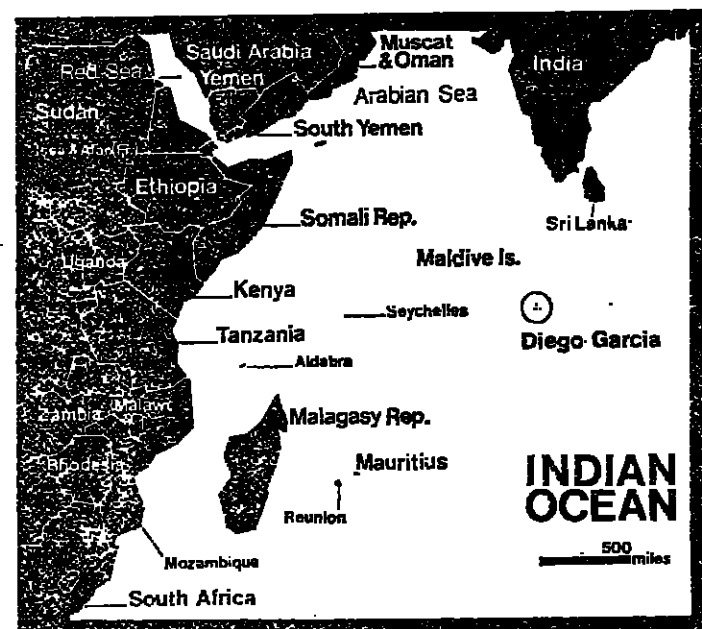 Saudi Arabia
Muscat
& Oman
Red Sea
Yemen
India
Arabian Sea
Sudan
South Yemen
Ethiopia
Sri Lanka
Somali Rep.
Maldive Is.
Uganda
Kenya
Seychelles
Tanzania
Diego Garcia
Aldabra
Zambia
Malawi
Malagasy Rep.
Rhodesia
Mauritius
INDIAN
OCEAN
Reunion
500
miles
Mozambique
South Africa